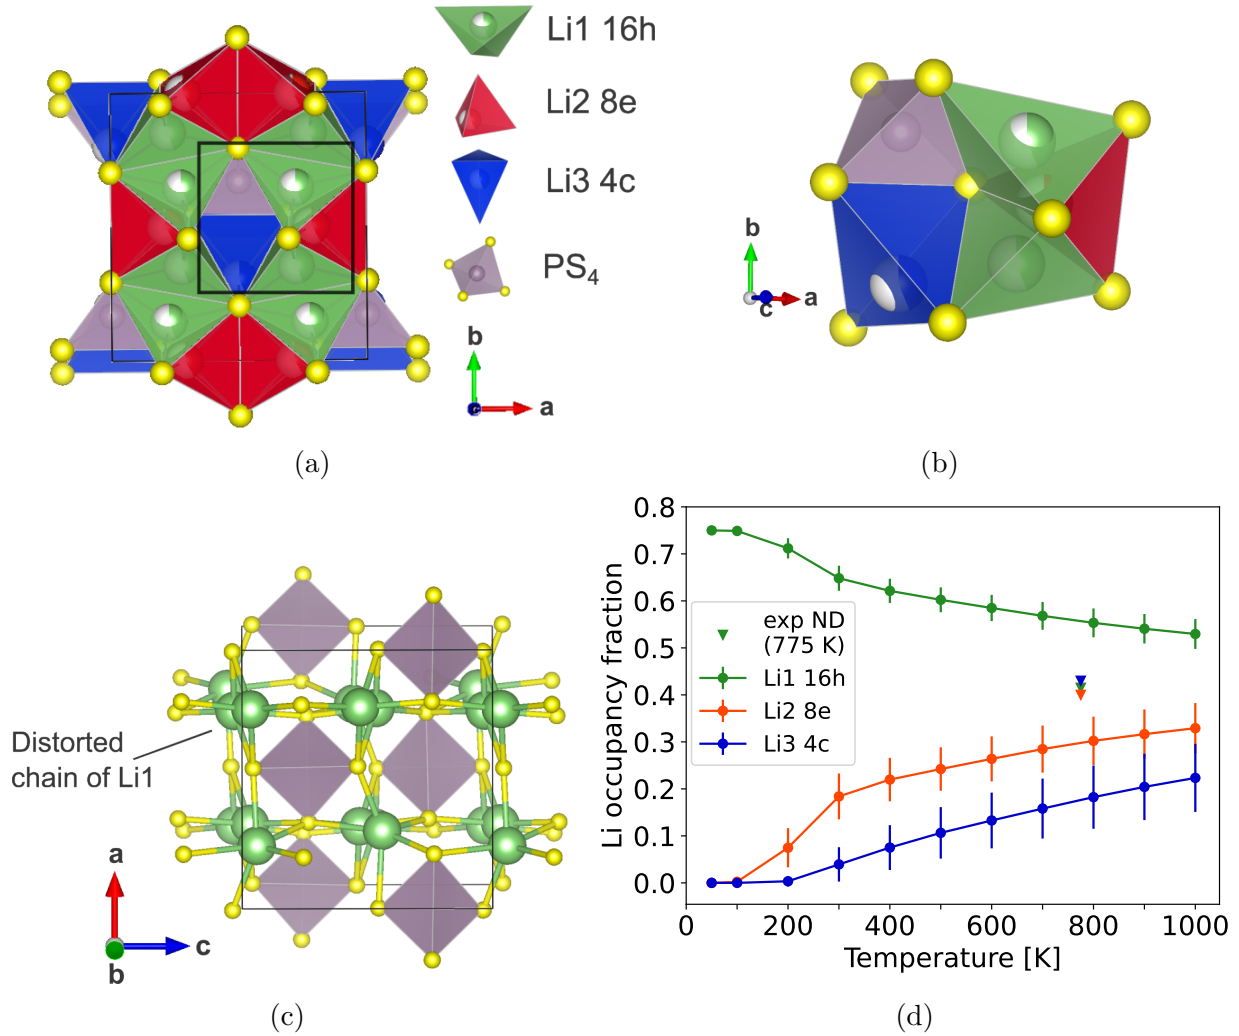 Li1 16h
Li2 8e
Li3 4c
PS4
b
a
c
(a)
b
a
c
(b)
Distorted
chain of Li1
a
c
b
(c)
Li occupancy fraction
0.8
0.7
0.6
0.5
0.4
0.3
0.2
0.1
0.0
exp ND
(775 K)
Li1 16h
Li2 8e
Li3 4c
0 200 400 600 800 1000
Temperature [K]
(d)